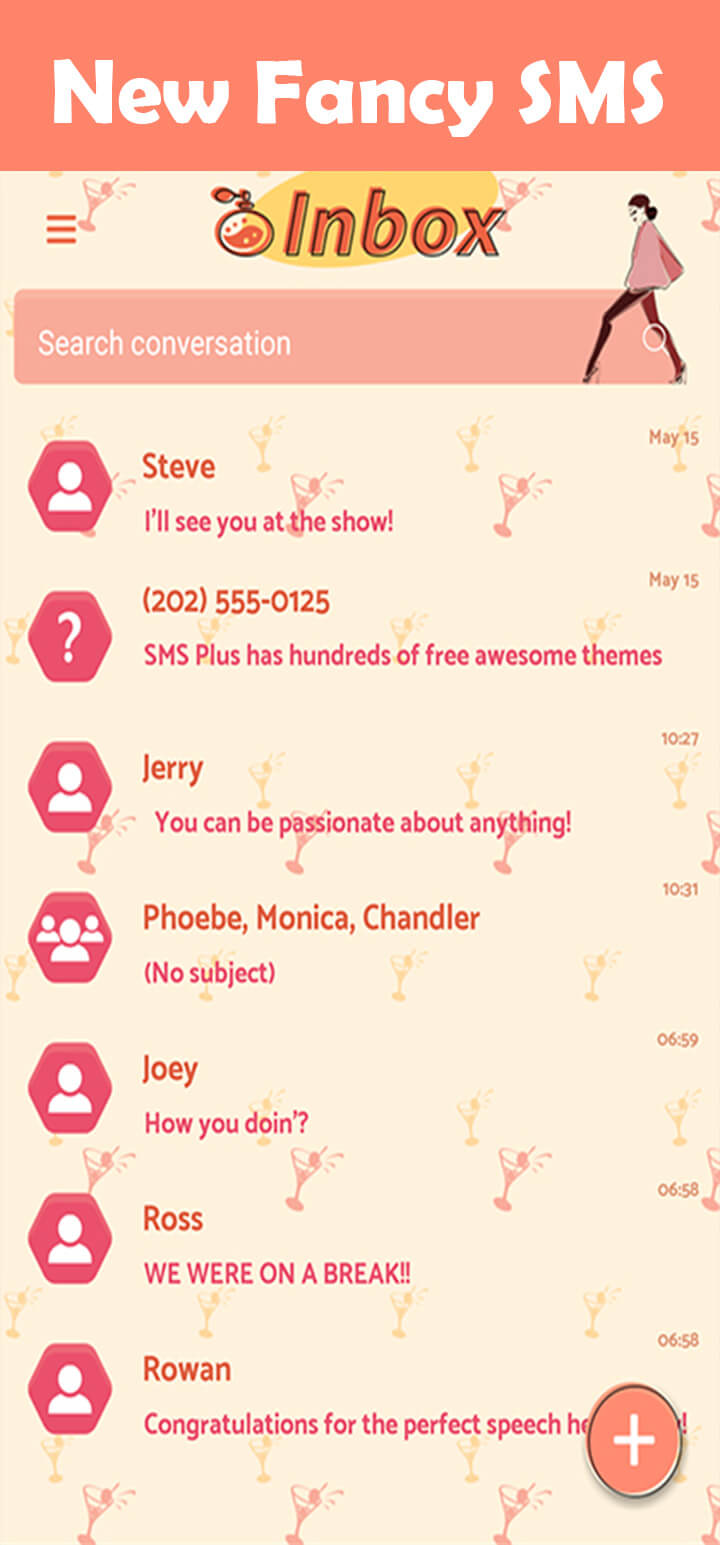 New Fancy SMS
Inbox
Search conversation
May 15
Steve
I'll see you at the show!
May 15
(202) 555-0125
SMS Plus has hundreds of free awesome themes
10:27
Jerry
You can be passionate about anything!
10:31
Phoebe, Monica, Chandler
(No subject)
06:59
Joey
How you doin'?
06:58
Ross
WE WERE ON A BREAK!!
06:58
Rowan
Congratulations for the perfect speech